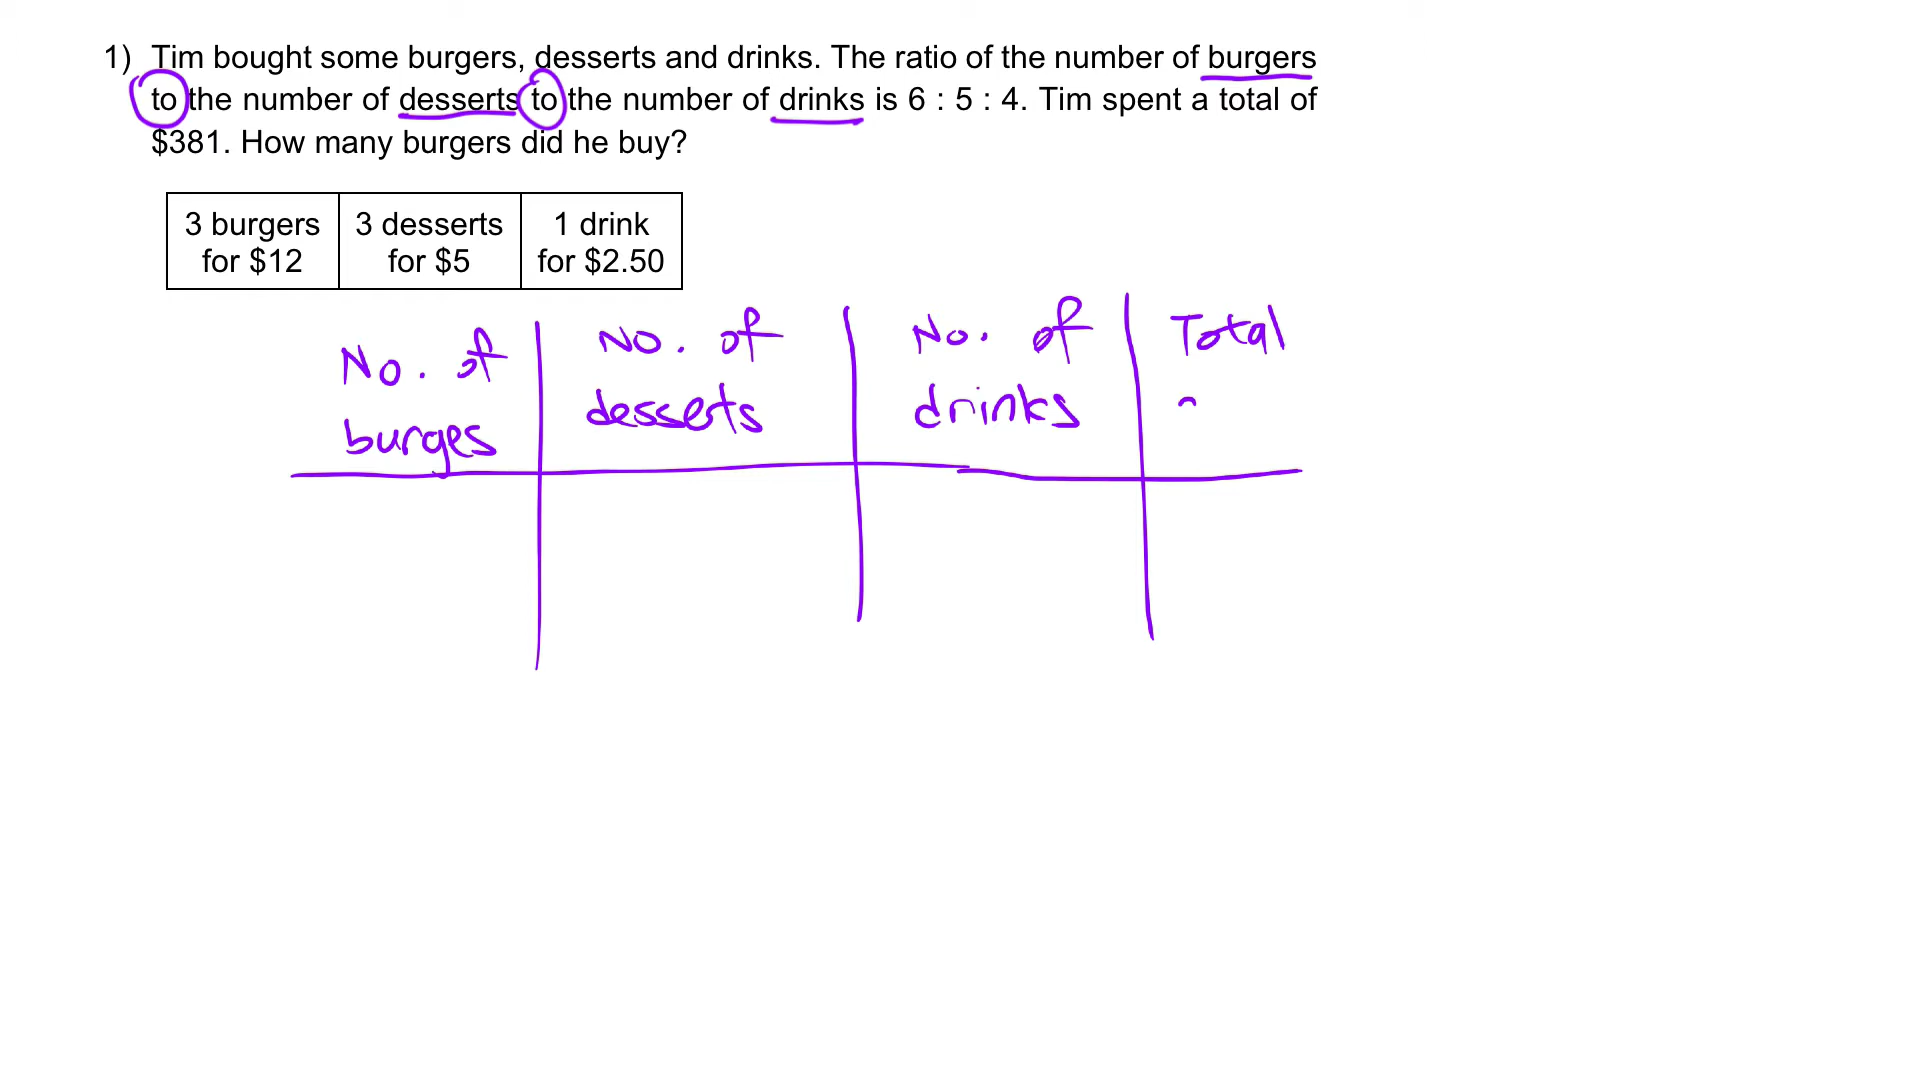 1) Tim bought some burgers, desserts and drinks. The ratio of the number of burgers
to the number of desserts to the number of drinks is 6 : 5 : 4. Tim spent a total of
$381. How many burgers did he buy?
3 burgers
for $12
3 desserts
for $5
1 drink
for $2.50
No. of
burges
No. of
desserts
No. of
drinks
Total